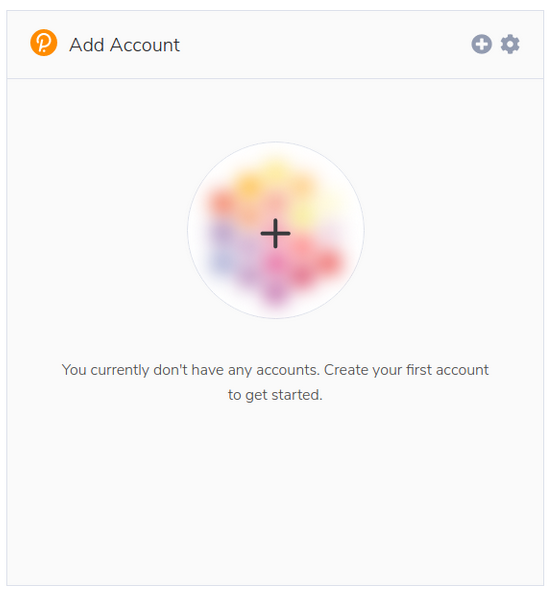 Add Account
You currently don't have any accounts. Create your first account
to get started.